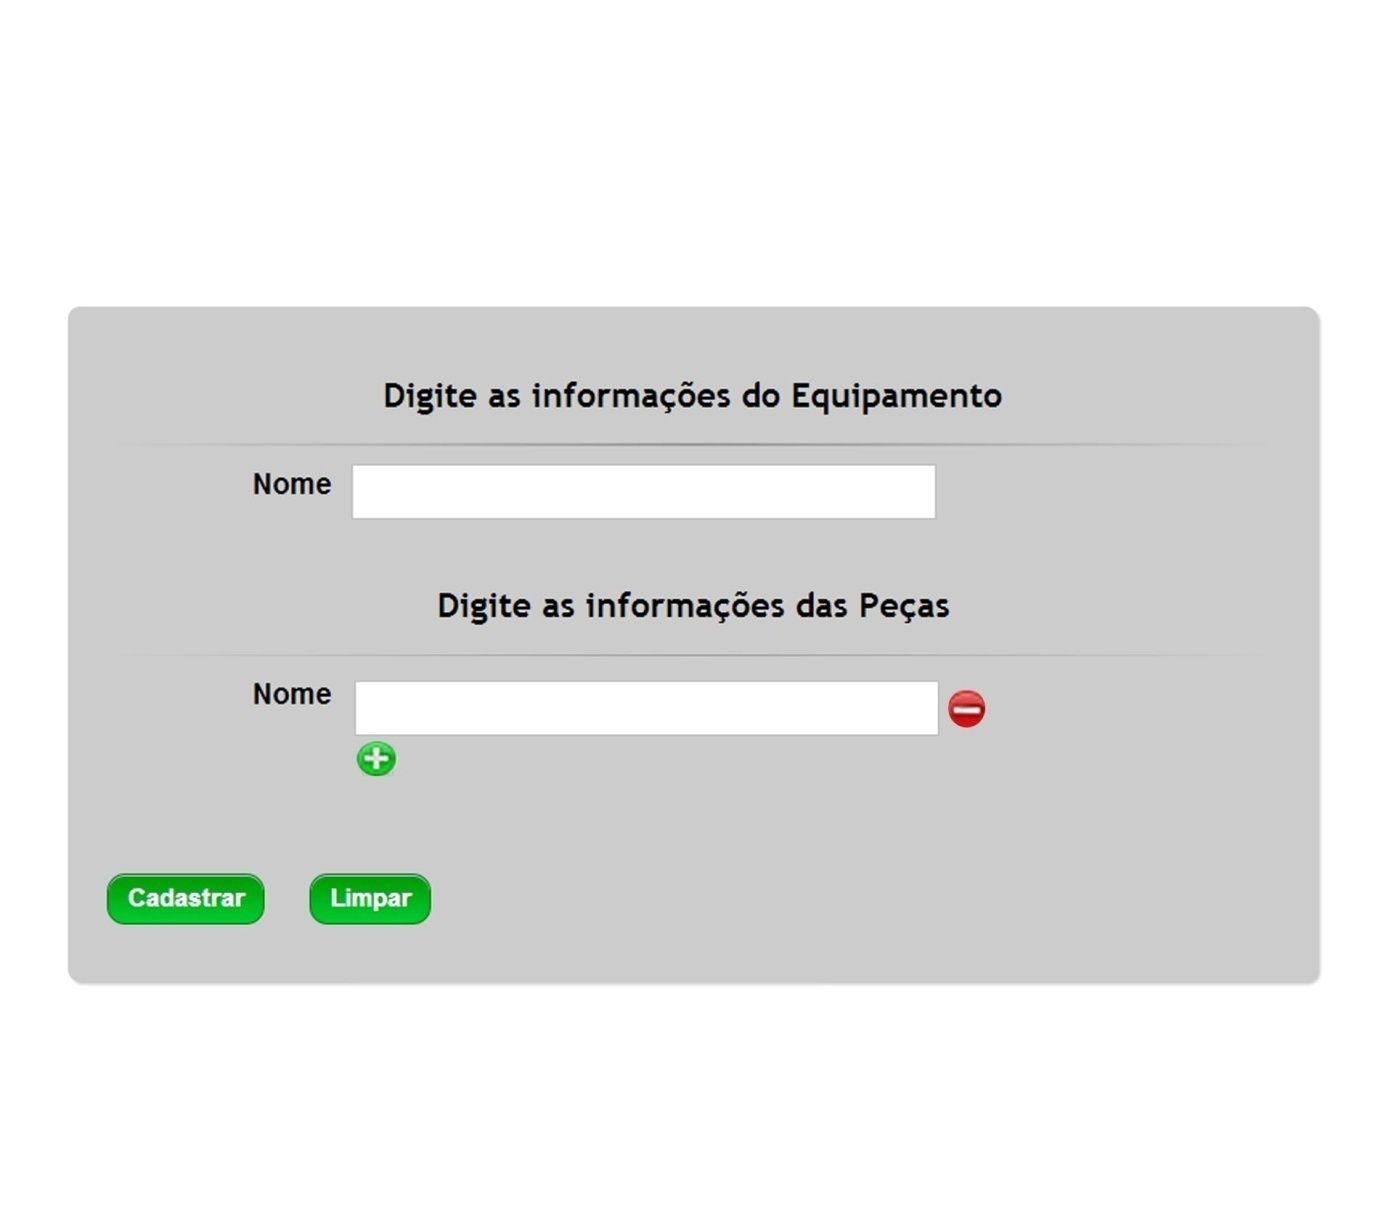 Digite as informações do Equipamento
Nome
Digite as informações das Peças
Nome
Cadastrar Limpar